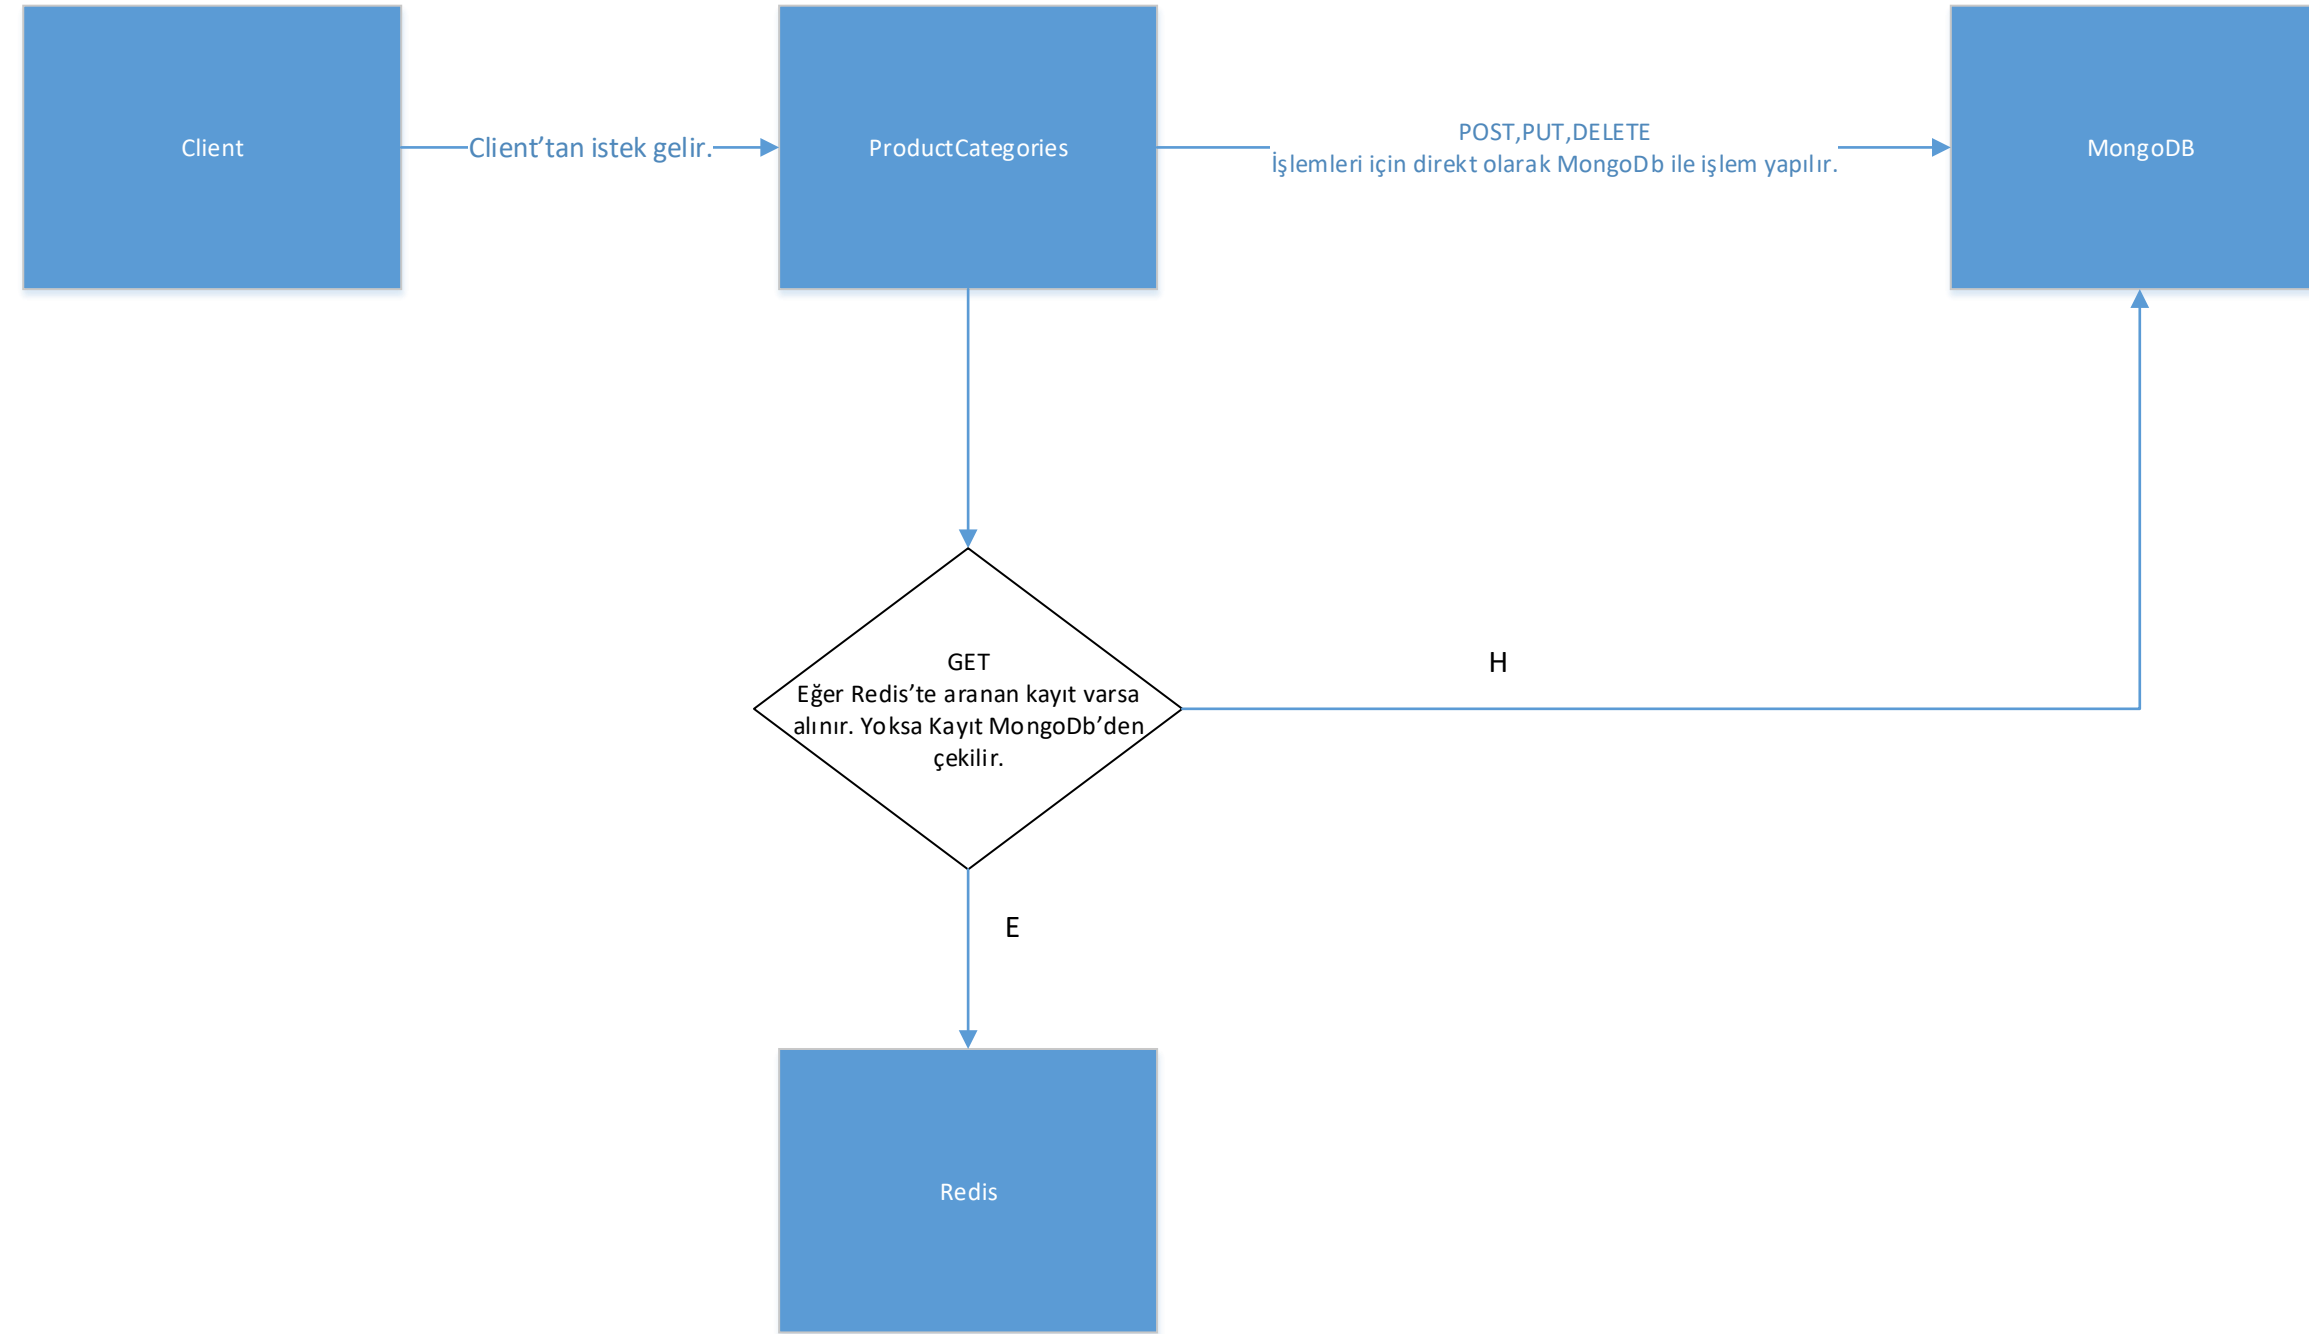 Client
Client’tan istek gelir.
ProductCategories
POST,PUT,DELETE
İşlemleri için direkt olarak MongoDb ile işlem yapılır.
MongoDB
GET
Eğer Redis’te aranan kayıt varsa
alınır. Yoksa Kayıt MongoDb’den
çekilir.
H
E
Redis